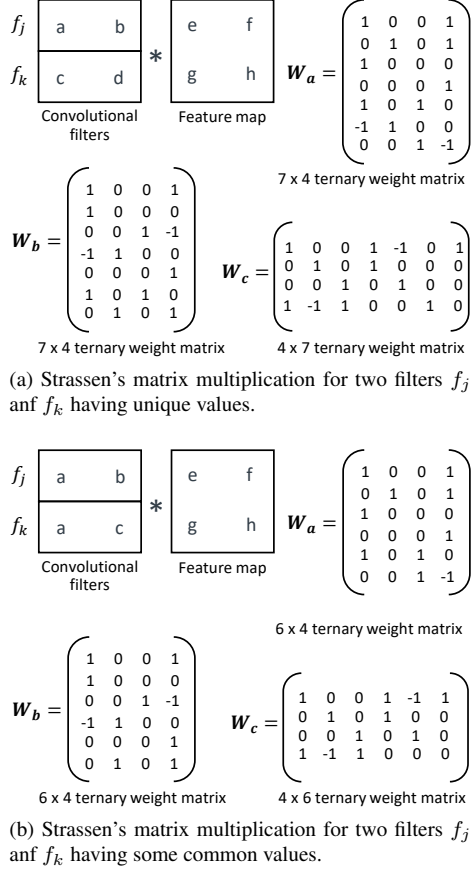 f_j a b e f
* W_a =
f_k c d g h
Convolutional filters
Feature map
1 0 0 1
0 1 0 1
1 0 0 0
0 0 0 1
1 0 1 0
-1 1 0 0
0 0 1 -1
7 x 4 ternary weight matrix
W_b =
1 0 0 1
1 0 0 0
0 0 1 -1
-1 1 0 0
0 0 0 1
1 0 1 0
0 1 0 1
7 x 4 ternary weight matrix
W_c =
1 0 0 1 -1 0 1
0 1 0 1 0 0 0
0 0 1 0 1 0 0
1 -1 1 0 0 1 0
4 x 7 ternary weight matrix
(a) Strassen's matrix multiplication for two filters f_j
anf f_k having unique values.
f_j a b e f
* W_a =
f_k a c g h
Convolutional filters
Feature map
1 0 0 1
0 1 0 1
1 0 0 0
0 0 0 1
1 0 1 0
0 0 1 -1
6 x 4 ternary weight matrix
W_b =
1 0 0 1
1 0 0 0
0 0 1 -1
-1 1 0 0
0 0 0 1
0 1 0 1
6 x 4 ternary weight matrix
W_c =
1 0 0 1 -1 1
0 1 0 1 0 0
0 0 1 0 1 0
1 -1 1 0 0 0
4 x 6 ternary weight matrix
(b) Strassen's matrix multiplication for two filters f_j
anf f_k having some common values.